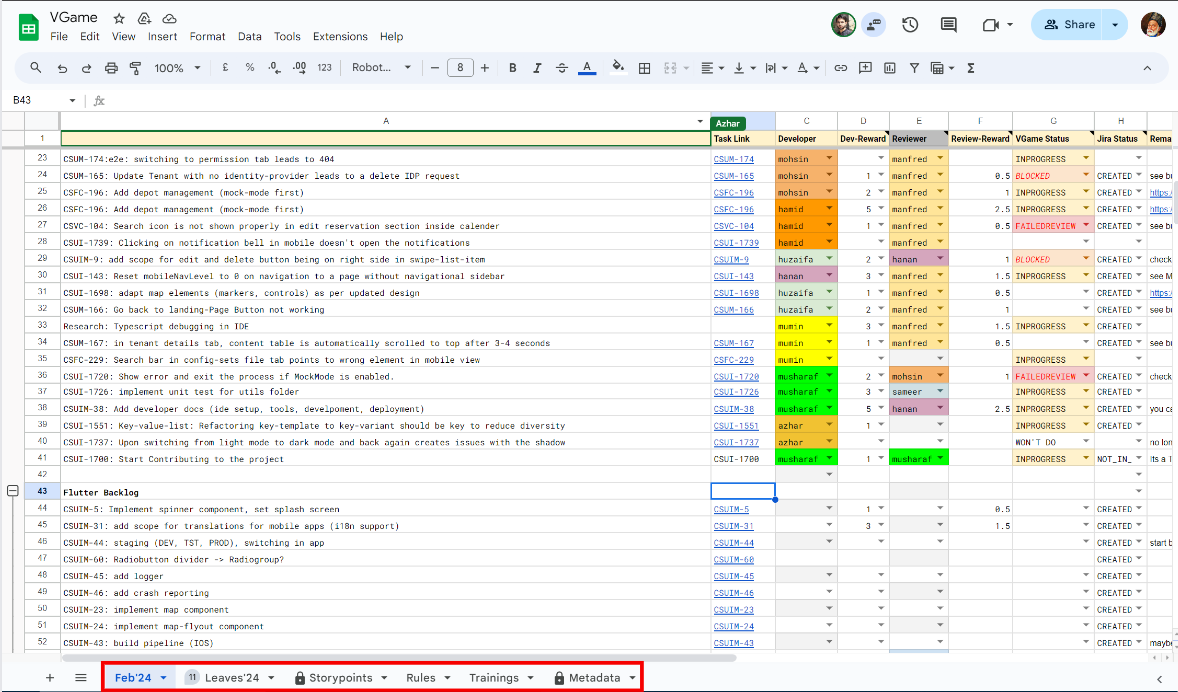 VGame
File Edit View Insert Format Data Tools Extensions Help
Share
100% £ % .0 .00 123 Robot... − 8 + B I A Σ
B43 fx
A C D E F G H
Azhar
1 Task Link Developer Dev-Reward Reviewer Review-Reward VGame Status Jira Status Rema
23 CSUM-174:e2e: switching to permission tab leads to 404 CSUM-174 mohsin manfred INPROGRESS
24 CSUM-165: Update Tenant with no identity-provider leads to a delete IDP request CSUM-165 mohsin 1 manfred 0.5 BLOCKED CREATED see bu
25 CSFC-196: Add depot management (mock-mode first) CSFC-196 mohsin 2 manfred 1 INPROGRESS CREATED https:/
26 CSFC-196: Add depot management (mock-mode first) CSFC-196 hamid 5 manfred 2.5 INPROGRESS CREATED https:/
27 CSVC-104: Search icon is not shown properly in edit reservation section inside calender CSVC-104 hamid 1 manfred 0.5 FAILEDREVIEW CREATED see bu
28 CSUI-1739: Clicking on notification bell in mobile doesn't open the notifications CSUI-1739 hamid
29 CSUIM-9: add scope for edit and delete button being on right side in swipe-list-item CSUIM-9 huzaifa 2 hanan 1 BLOCKED CREATED check
30 CSUI-143: Reset mobileNavLevel to 0 on navigation to a page without navigational sidebar CSUI-143 hanan 3 manfred 1.5 INPROGRESS CREATED see M
31 CSUI-1698: adapt map elements (markers, controls) as per updated design CSUI-1698 huzaifa 1 manfred 0.5 CREATED https:
32 CSUM-166: Go back to landing-Page Button not working CSUM-166 huzaifa 2 manfred 1 CREATED see bu
33 Research: Typescript debugging in IDE mumin 3 manfred 1.5 INPROGRESS CREATED
34 CSUM-167: in tenant details tab, content table is automatically scrolled to top after 3-4 seconds CSUM-167 mumin 1 manfred 0.5 CREATED see bu
35 CSFC-229: Search bar in config-sets file tab points to wrong element in mobile view CSFC-229 mumin INPROGRESS
36 CSUI-1720: Show error and exit the process if MockMode is enabled. CSUI-1720 musharaf 2 mohsin 1 FAILEDREVIEW CREATED check
37 CSUI-1726: implement unit test for utils folder CSUI-1726 musharaf 3 sameer INPROGRESS CREATED
38 CSUIM-38: Add developer docs (ide setup, tools, develpoment, deployment) CSUIM-38 musharaf 5 hanan 2.5 INPROGRESS CREATED you ca
39 CSUI-1551: Key-value-list: Refactoring key-template to key-variant should be key to reduce diversity CSUI-1551 azhar 1 INPROGRESS CREATED
40 CSUI-1737: Upon switching from light mode to dark mode and back again creates issues with the shadow CSUI-1737 azhar WON'T DO no lon
41 CSUI-1700: Start Contributing to the project CSUI-1700 musharaf 1 musharaf INPROGRESS NOT_IN_ Its a 1
42
43 Flutter Backlog
44 CSUIM-5: Implement spinner component, set splash screen CSUIM-5 1 0.5 CREATED
45 CSUIM-31: add scope for translations for mobile apps (i18n support) CSUIM-31 3 1.5 CREATED
46 CSUIM-44: staging (DEV, TST, PROD), switching in app CSUIM-44 CREATED start b
47 CSUIM-60: Radiobutton divider -> Radiogroup? CSUIM-60 CREATED
48 CSUIM-45: add logger CSUIM-45 CREATED
49 CSUIM-46: add crash reporting CSUIM-46 CREATED
50 CSUIM-23: implement map component CSUIM-23 CREATED
51 CSUIM-24: implement map-flyout component CSUIM-24 CREATED
52 CSUIM-43: build pipeline (IOS) CSUIM-43 CREATED maybe
Feb'24 11 Leaves'24 Storypoints Rules Trainings Metadata